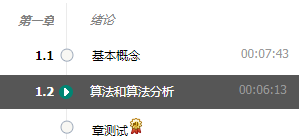 第一章 绪论
1.1 基本概念 00:07:43
1.2 算法和算法分析 00:06:13
章测试